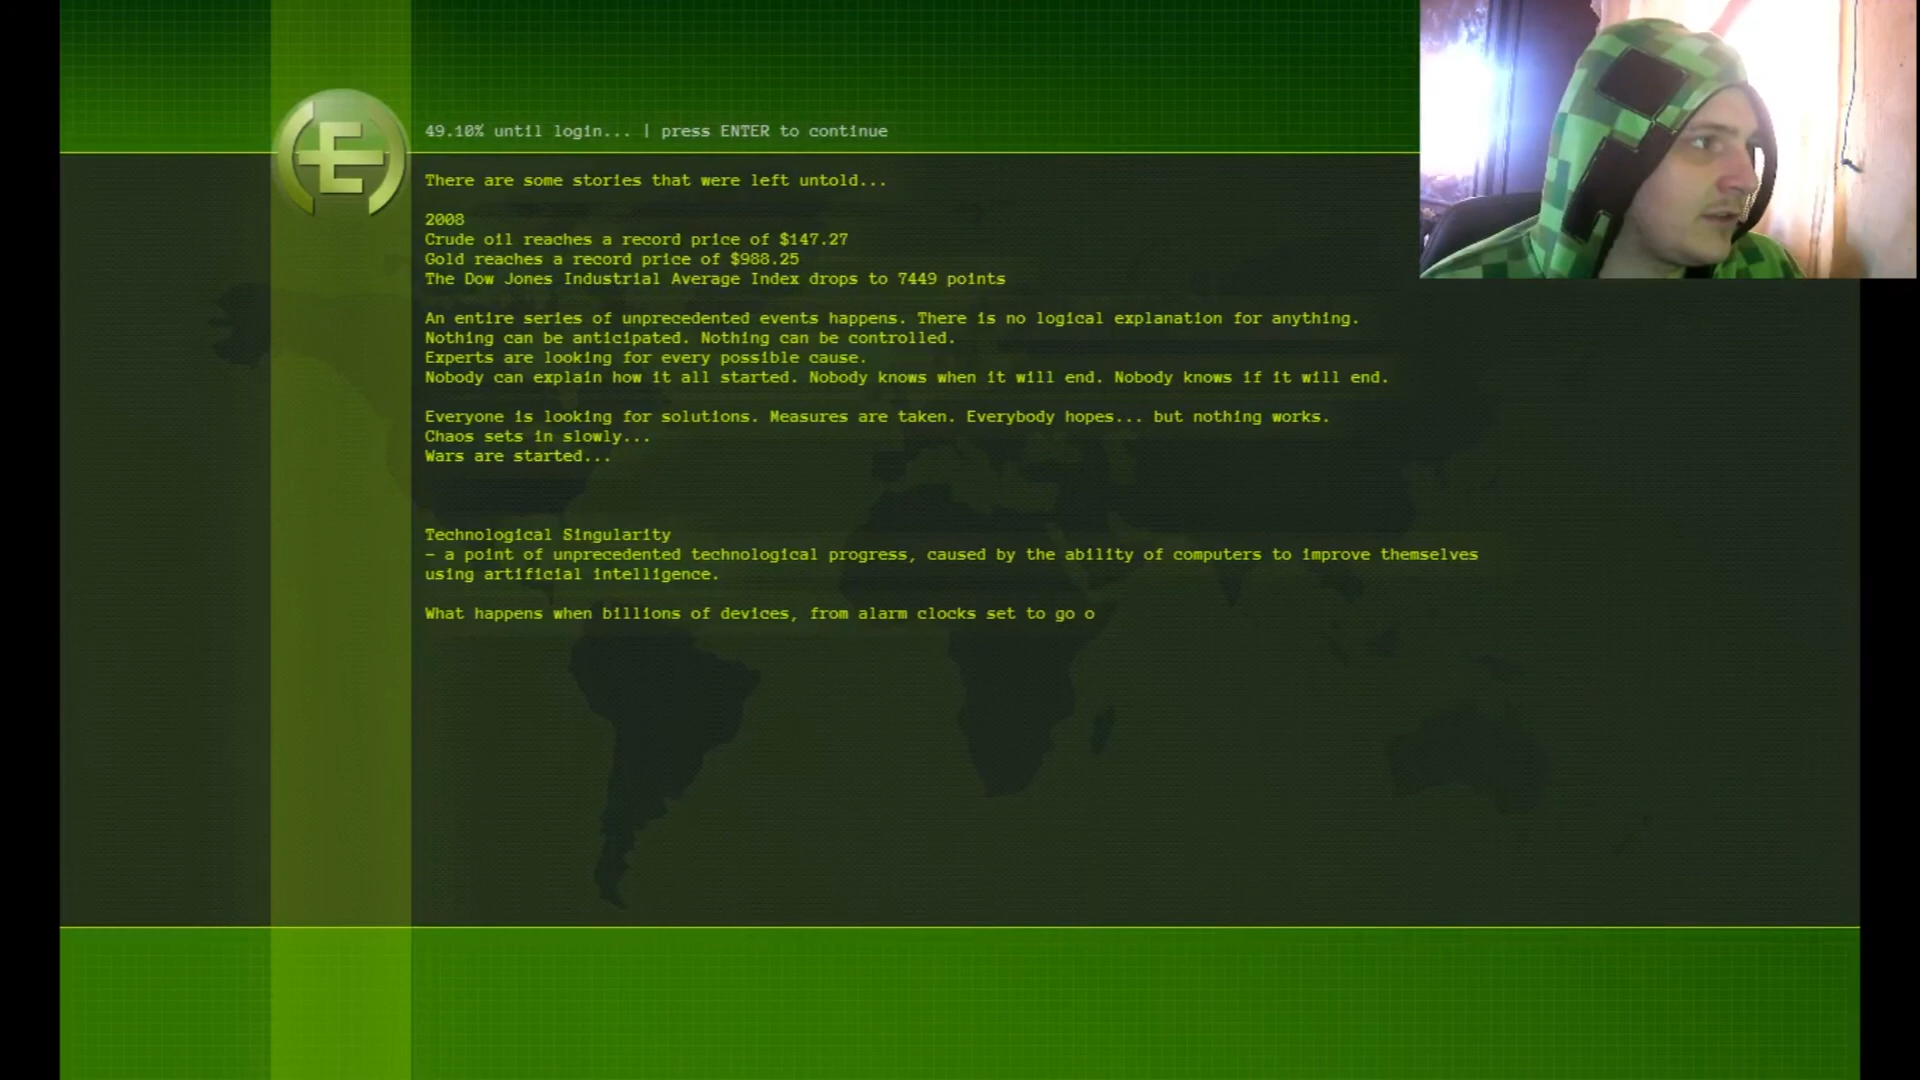 49.10% until login... | press ENTER to continue
There are some stories that were left untold...
2008
Crude oil reaches a record price of $147.27
Gold reaches a record price of $988.25
The Dow Jones Industrial Average Index drops to 7449 points
An entire series of unprecedented events happens. There is no logical explanation for anything.
Nothing can be anticipated. Nothing can be controlled.
Experts are looking for every possible cause.
Nobody can explain how it all started. Nobody knows when it will end. Nobody knows if it will end.
Everyone is looking for solutions. Measures are taken. Everybody hopes... but nothing works.
Chaos sets in slowly...
Wars are started...
Technological Singularity
- a point of unprecedented technological progress, caused by the ability of computers to improve themselves
using artificial intelligence.
What happens when billions of devices, from alarm clocks set to go o